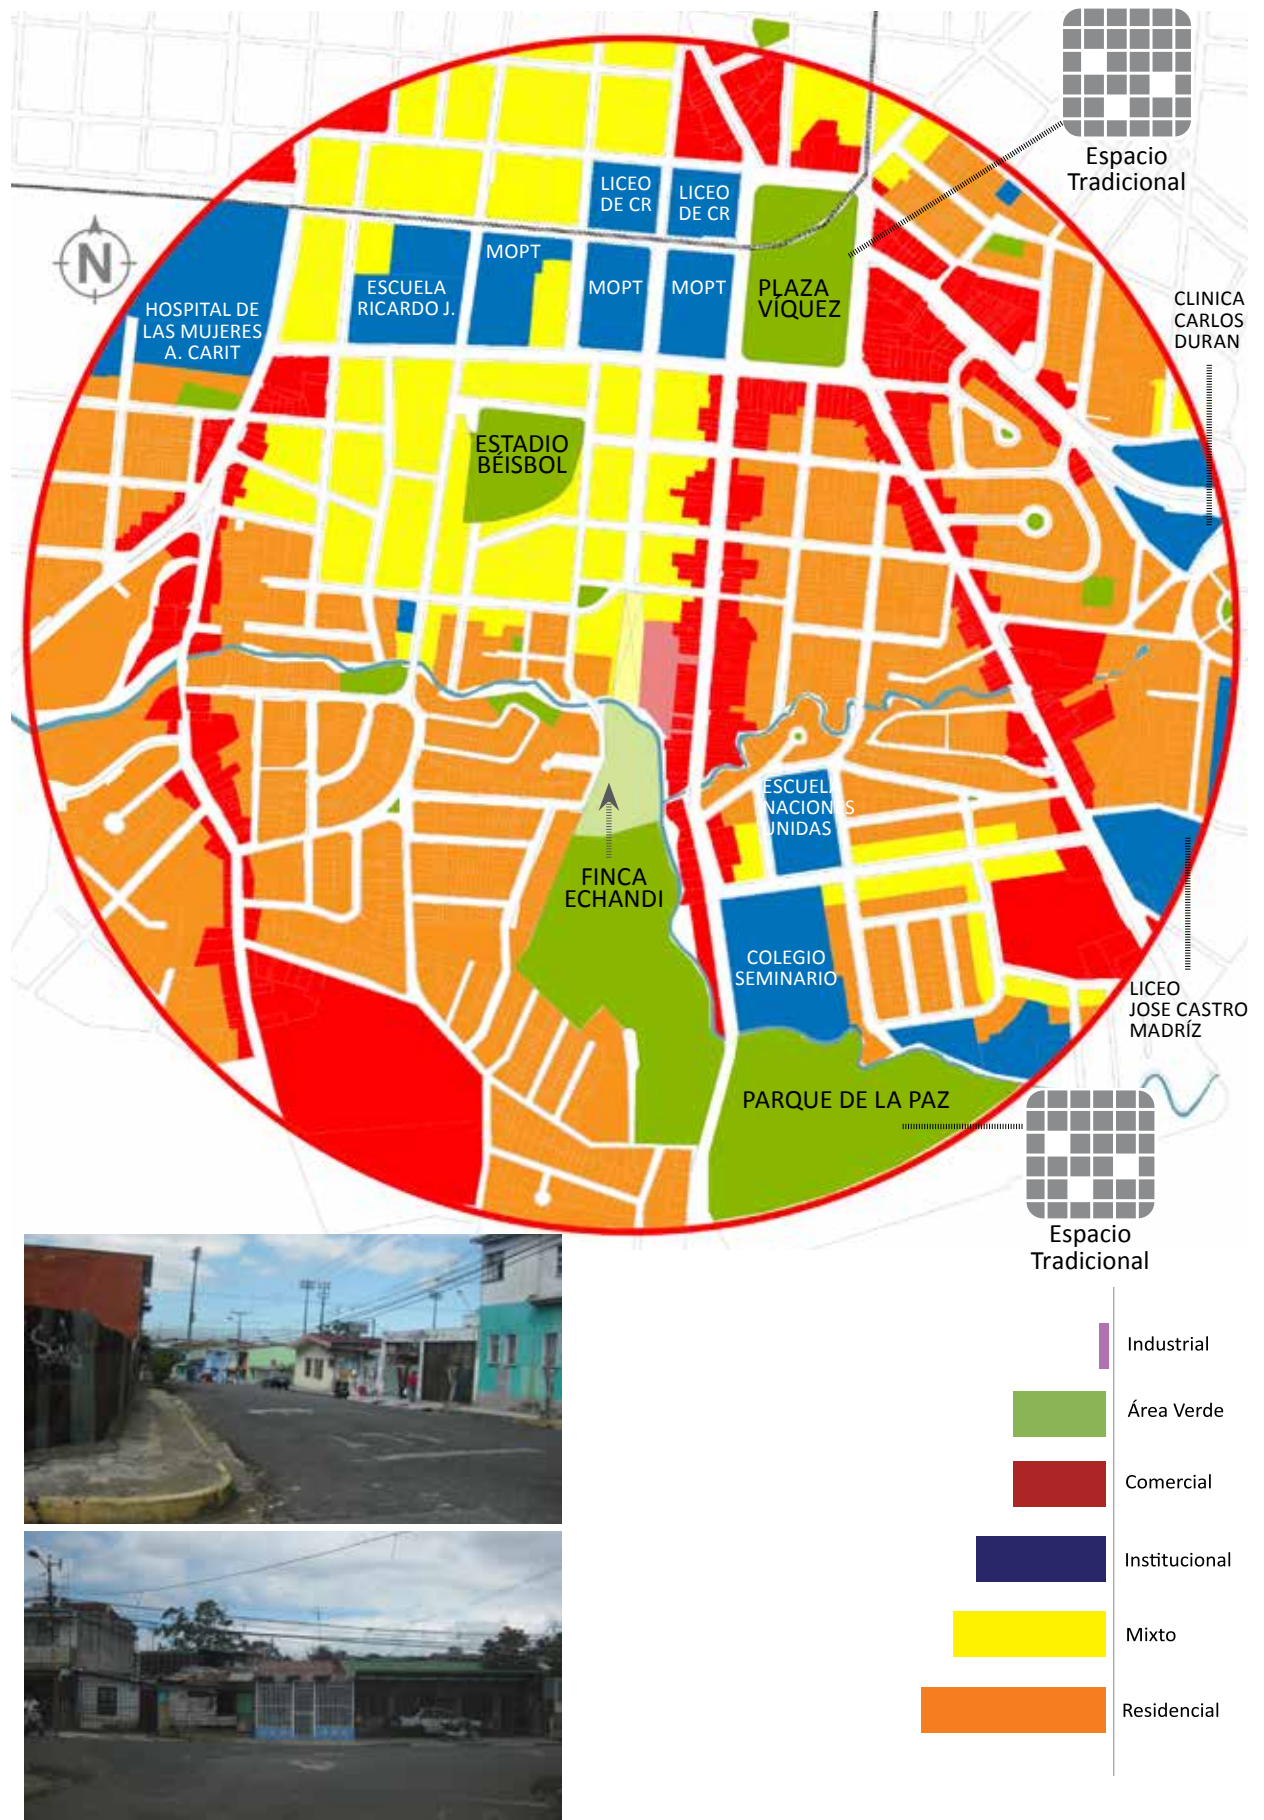 Espacio
Tradicional
LICEO
DE CR
LICEO
DE CR
N
MOPT
ESCUELA
RICARDO J.
MOPT
MOPT
PLAZA
VÍQUEZ
HOSPITAL DE
LAS MUJERES
A. CARIT
CLINICA
CARLOS
DURAN
ESTADIO
BÉISBOL
ESCUELA
NACIONES
UNIDAS
FINCA
ECHANDI
COLEGIO
SEMINARIO
LICEO
JOSE CASTRO
MADRÍZ
PARQUE DE LA PAZ
Espacio
Tradicional
Industrial
Área Verde
Comercial
Institucional
Mixto
Residencial